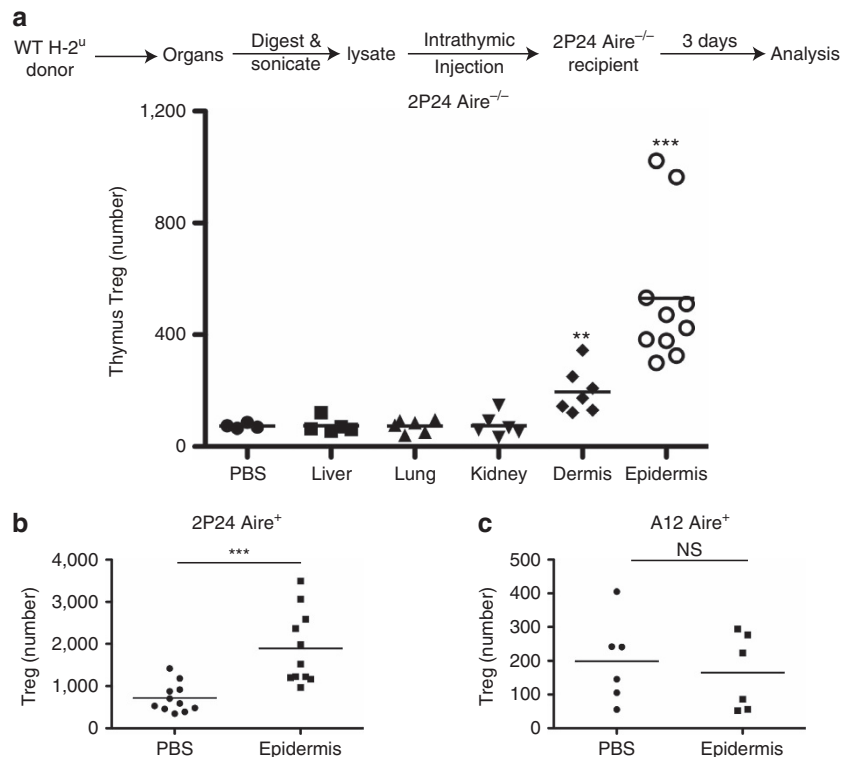 a
WT H-2ᵘ donor
Organs
Digest & sonicate
lysate
Intrathymic Injection
2P24 Aire⁻/⁻ recipient
3 days
Analysis
2P24 Aire⁻/⁻
Thymus Treg (number)
1,200
800
400
0
***
**
PBS Liver Lung Kidney Dermis Epidermis
b
2P24 Aire⁺
***
Treg (number)
4,000
3,000
2,000
1,000
0
PBS Epidermis
c
A12 Aire⁺
NS
Treg (number)
500
400
300
200
100
0
PBS Epidermis